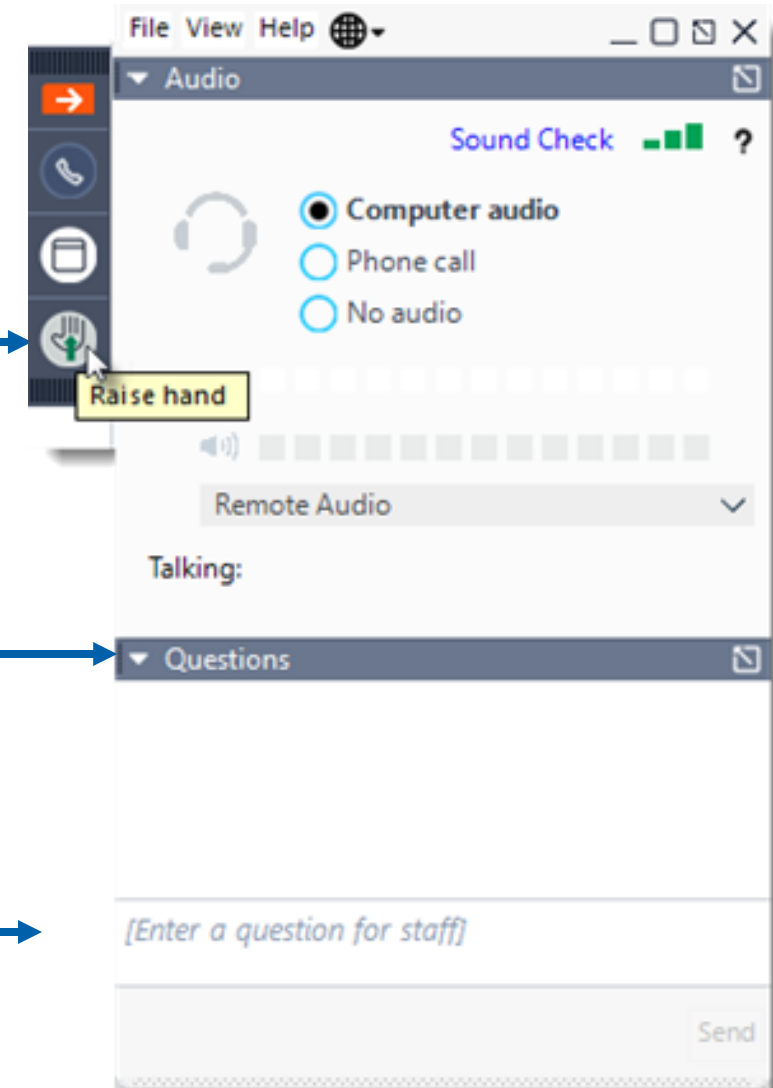 File View Help
Audio
Sound Check ?
Computer audio
Phone call
No audio
Raise hand
Remote Audio
Talking:
Questions
[Enter a question for staff]
Send